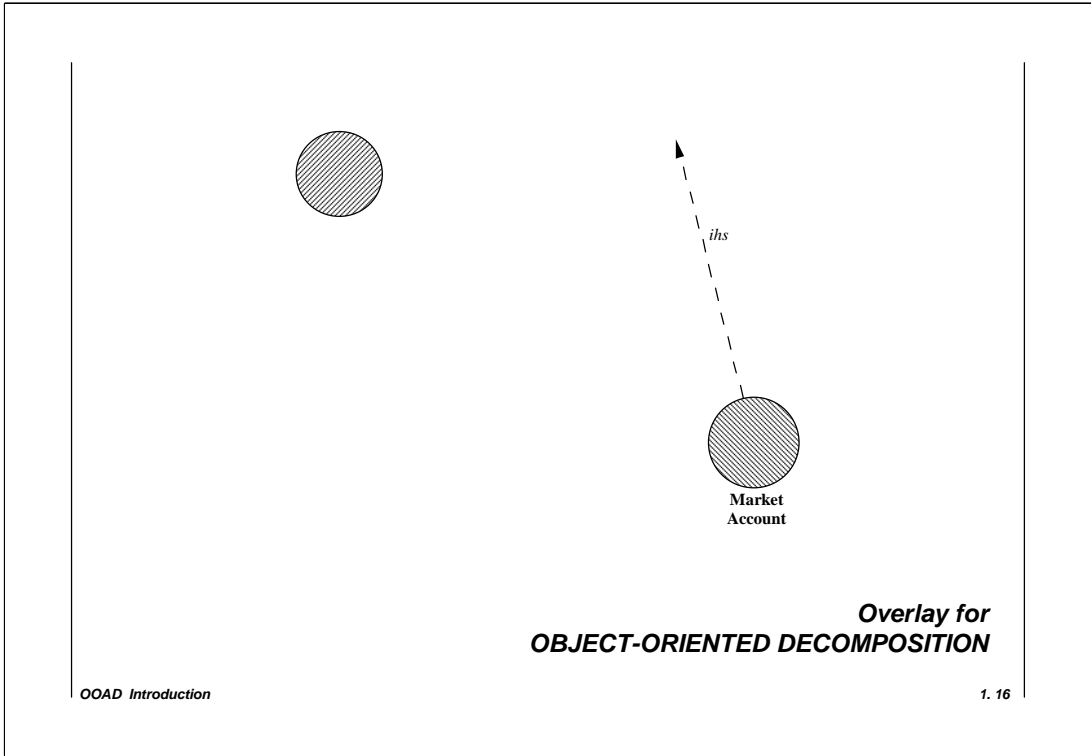 ihs
Market
Account
Overlay for
OBJECT-ORIENTED DECOMPOSITION
OOAD Introduction
1. 16